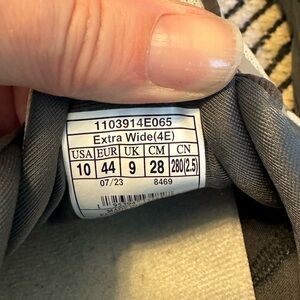 1103914E065
Extra Wide(4E)
USA EUR UK CM CN
10 44 9 28 280(2.5)
07/23 8469